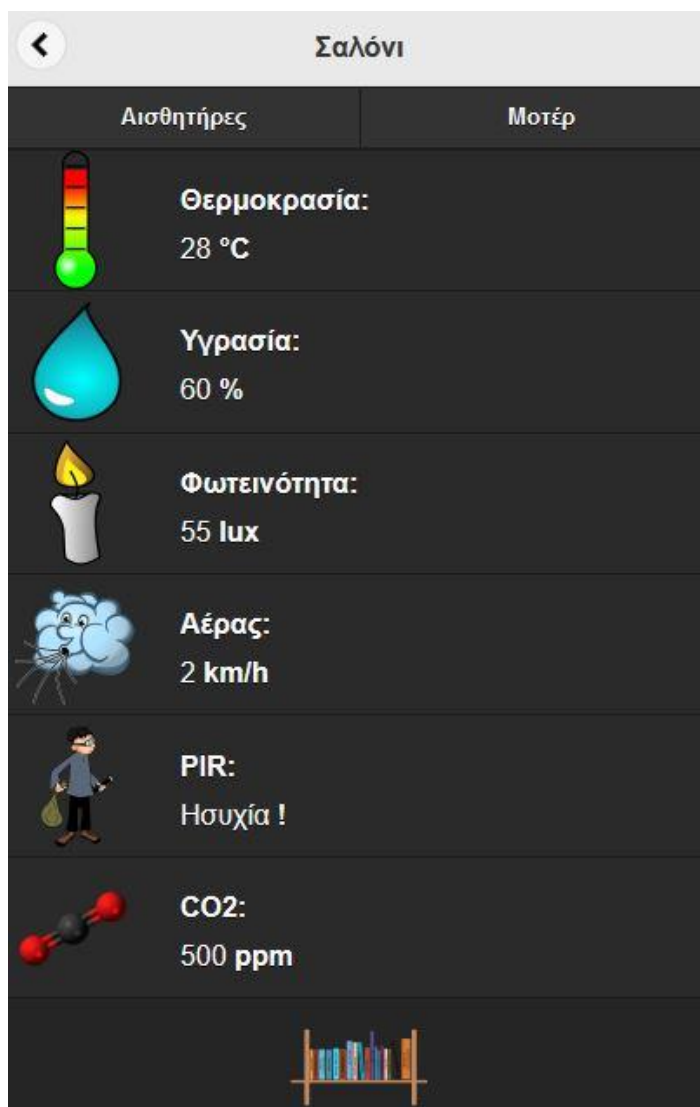 Σαλόνι
Αισθητήρες Μοτέρ
Θερμοκρασία:
28 °C
Υγρασία:
60 %
Φωτεινότητα:
55 lux
Αέρας:
2 km/h
PIR:
Ησυχία !
CO2:
500 ppm